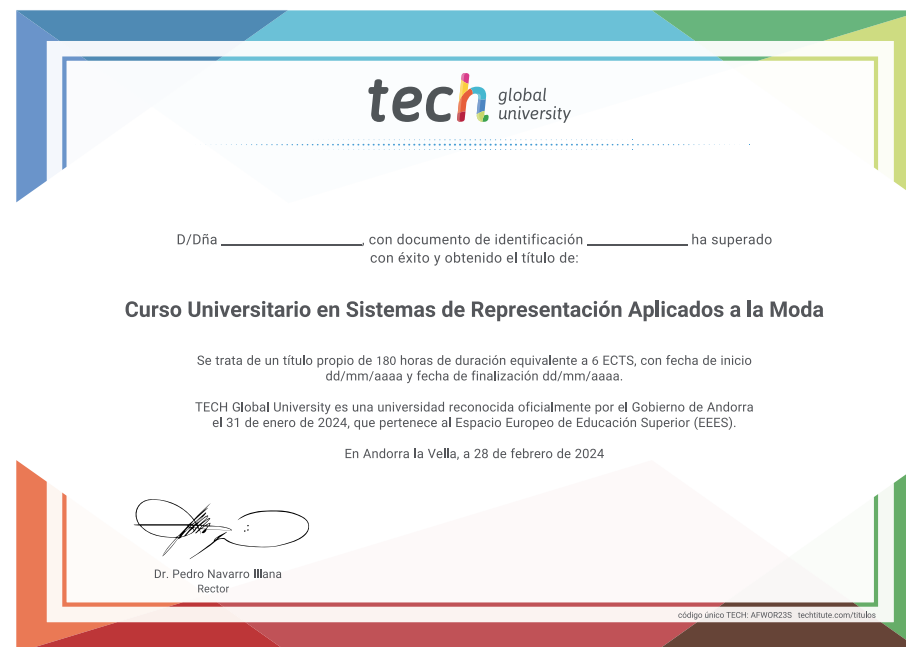 tech global university
D/Dña , con documento de identificación ha superado
con éxito y obtenido el título de:
Curso Universitario en Sistemas de Representación Aplicados a la Moda
Se trata de un título propio de 180 horas de duración equivalente a 6 ECTS, con fecha de inicio
dd/mm/aaaa y fecha de finalización dd/mm/aaaa.
TECH Global University es una universidad reconocida oficialmente por el Gobierno de Andorra
el 31 de enero de 2024, que pertenece al Espacio Europeo de Educación Superior (EEES).
En Andorra la Vella, a 28 de febrero de 2024
Dr. Pedro Navarro Illana
Rector
código único TECH: AFWOR23S techtitute.com/titulos